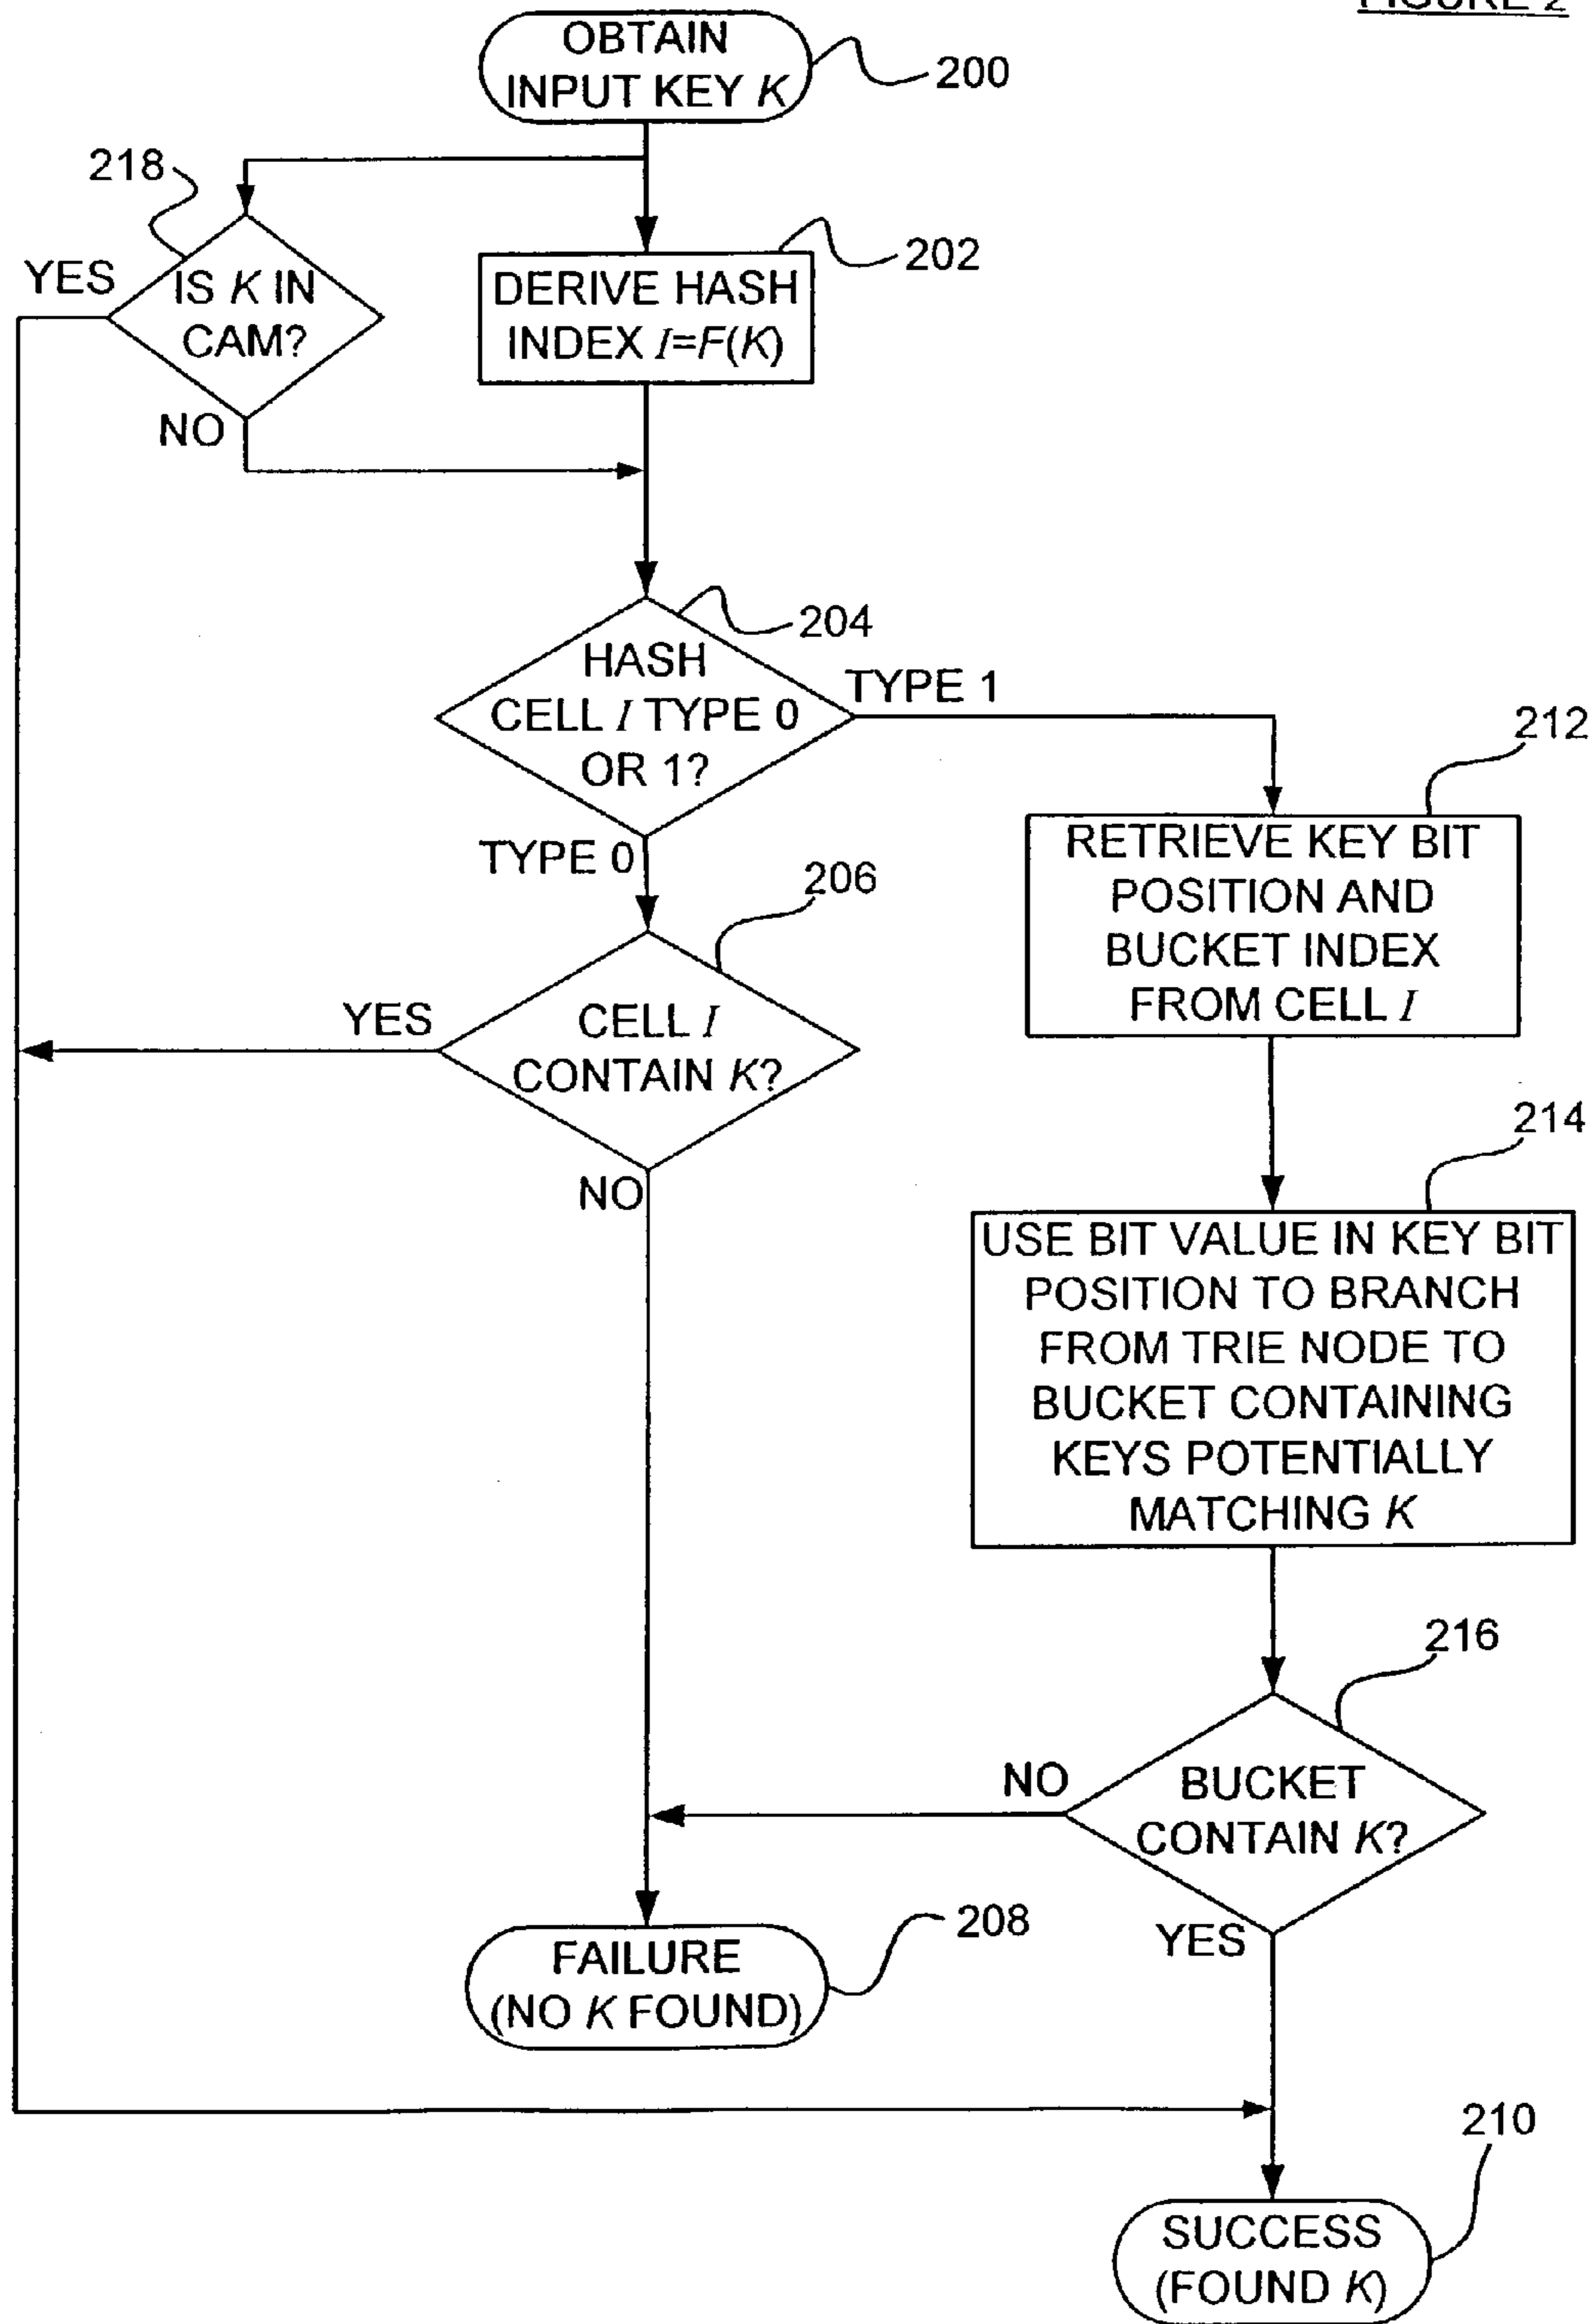 FIGURE 2
OBTAIN
INPUT KEY K
200
218
202
YES
IS K IN
CAM?
DERIVE HASH
INDEX I=F(K)
NO
204
HASH
CELL I TYPE 0
OR 1?
TYPE 1
212
TYPE 0
RETRIEVE KEY BIT
POSITION AND
BUCKET INDEX
FROM CELL I
206
YES
CELL I
CONTAIN K?
NO
214
USE BIT VALUE IN KEY BIT
POSITION TO BRANCH
FROM TRIE NODE TO
BUCKET CONTAINING
KEYS POTENTIALLY
MATCHING K
216
NO
BUCKET
CONTAIN K?
YES
208
FAILURE
(NO K FOUND)
210
SUCCESS
(FOUND K)